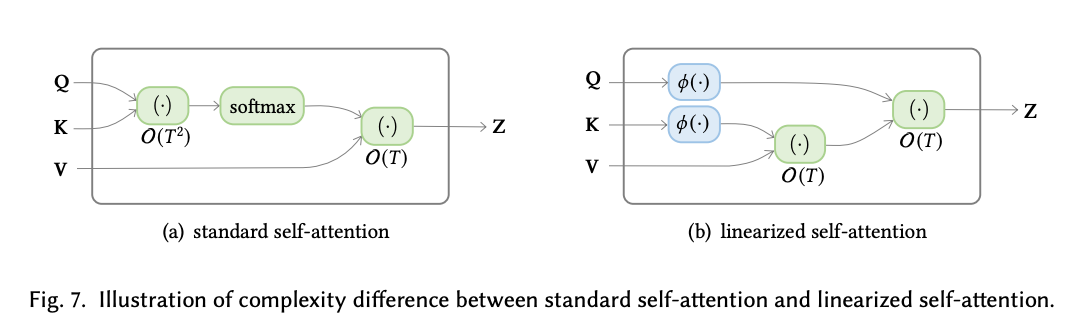 Q
K
V
(·)
O(T²)
softmax
(·)
O(T)
Z
(a) standard self-attention
Q
K
V
ϕ(·)
ϕ(·)
(·)
O(T)
(·)
O(T)
Z
(b) linearized self-attention
Fig. 7. Illustration of complexity difference between standard self-attention and linearized self-attention.